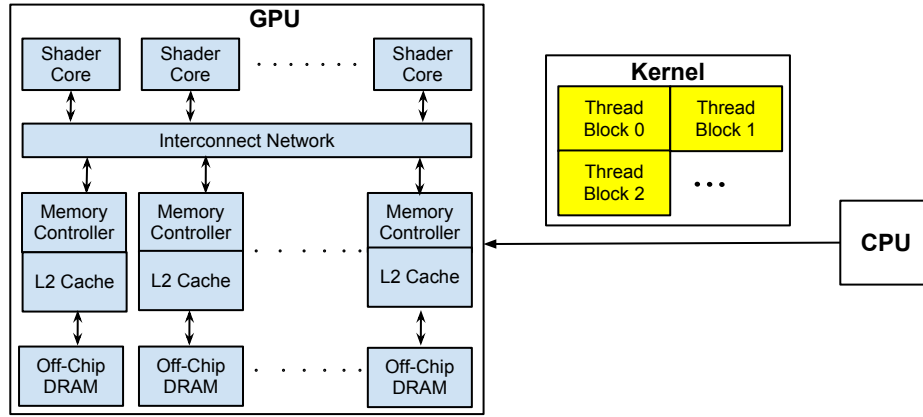 GPU
Shader
Core
Shader
Core
Shader
Core
Interconnect Network
Memory
Controller
Memory
Controller
Memory
Controller
L2 Cache
L2 Cache
L2 Cache
Off-Chip
DRAM
Off-Chip
DRAM
Off-Chip
DRAM
Kernel
Thread
Block 0
Thread
Block 1
Thread
Block 2
...
CPU